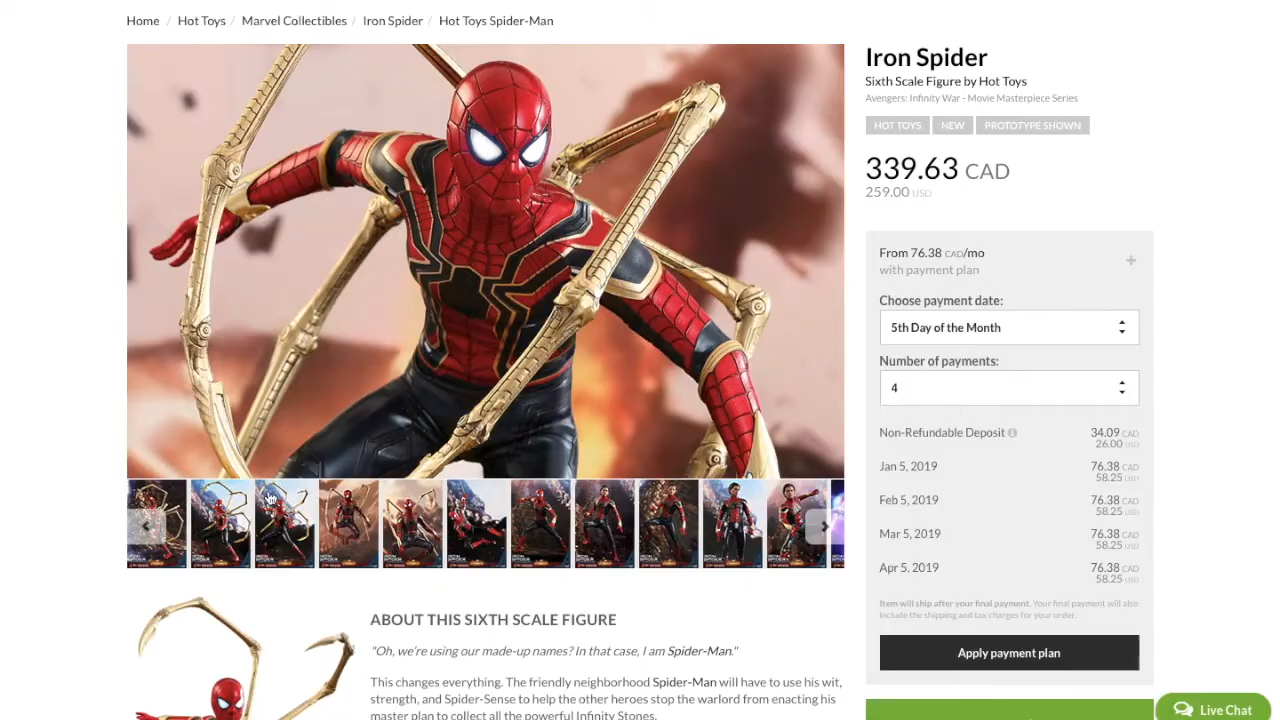 Home / Hot Toys / Marvel Collectibles / Iron Spider / Hot Toys Spider-Man
Iron Spider
Sixth Scale Figure by Hot Toys
Avengers: Infinity War - Movie Masterpiece Series
HOT TOYS NEW PROTOTYPE SHOWN
339.63 CAD
259.00 USD
From 76.38 CAD/mo
with payment plan
Choose payment date:
5th Day of the Month
Number of payments:
4
Non-Refundable Deposit 34.09 CAD
26.00 USD
Jan 5, 2019 76.38 CAD
58.25 USD
Feb 5, 2019 76.38 CAD
58.25 USD
Mar 5, 2019 76.38 CAD
58.25 USD
Apr 5, 2019 76.38 CAD
58.25 USD
Item will ship after your final payment. Your final payment will also
include the shipping and tax charges for your order.
Apply payment plan
Live Chat
ABOUT THIS SIXTH SCALE FIGURE
"Oh, we're using our made-up names? In that case, I am Spider-Man."
This changes everything. The friendly neighborhood Spider-Man will have to use his wit,
strength, and Spider-Sense to help the other heroes stop the warlord from enacting his
master plan to collect all the powerful Infinity Stones.